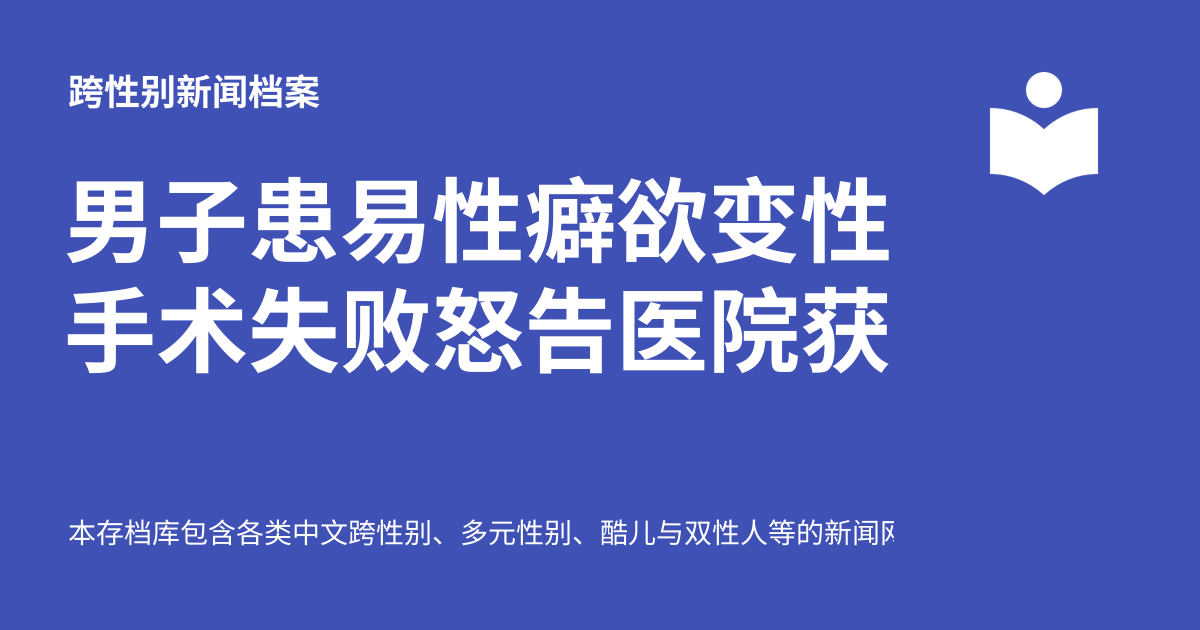 跨性别新闻档案
男子患易性癖欲变性
手术失败怒告医院获
本存档库包含各类中文跨性别、多元性别、酷儿与双性人等的新闻